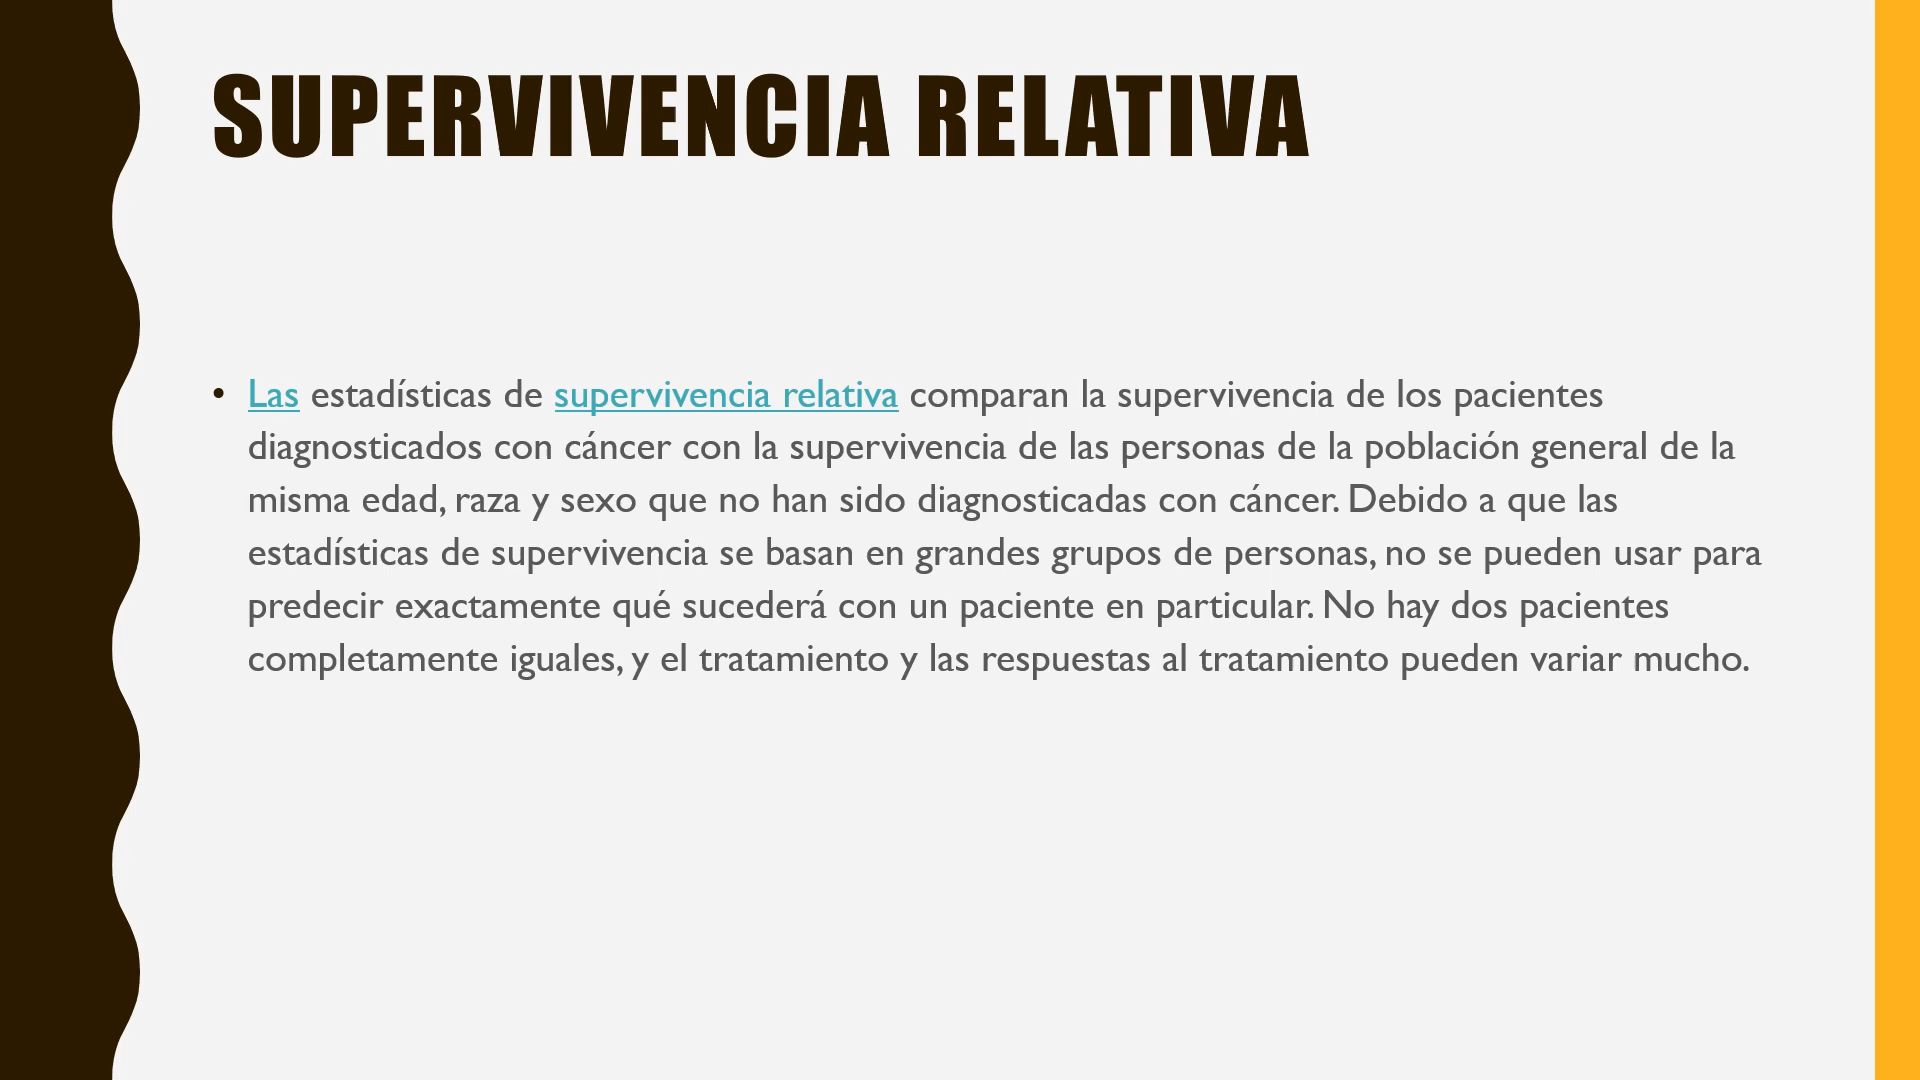 SUPERVIVENCIA RELATIVA
• Las estadísticas de supervivencia relativa comparan la supervivencia de los pacientes
diagnosticados con cáncer con la supervivencia de las personas de la población general de la
misma edad, raza y sexo que no han sido diagnosticadas con cáncer. Debido a que las
estadísticas de supervivencia se basan en grandes grupos de personas, no se pueden usar para
predecir exactamente qué sucederá con un paciente en particular. No hay dos pacientes
completamente iguales, y el tratamiento y las respuestas al tratamiento pueden variar mucho.